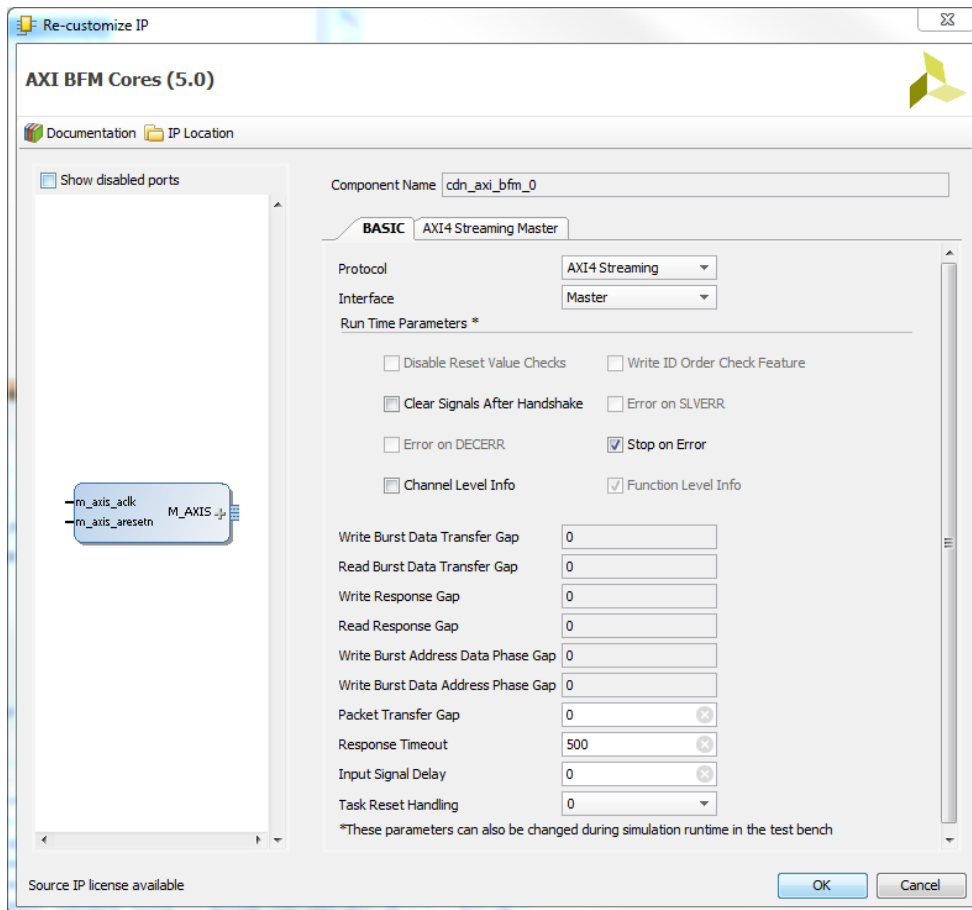 Re-customize IP
AXI BFM Cores (5.0)
Documentation IP Location
Show disabled ports
m_axis_aclk
m_axis_aresetn
M_AXIS
Component Name cdn_axi_bfm_0
BASIC AXI4 Streaming Master
Protocol AXI4 Streaming
Interface Master
Run Time Parameters *
Disable Reset Value Checks Write ID Order Check Feature
Clear Signals After Handshake Error on SLVERR
Error on DECERR Stop on Error
Channel Level Info Function Level Info
Write Burst Data Transfer Gap 0
Read Burst Data Transfer Gap 0
Write Response Gap 0
Read Response Gap 0
Write Burst Address Data Phase Gap 0
Write Burst Data Address Phase Gap 0
Packet Transfer Gap 0
Response Timeout 500
Input Signal Delay 0
Task Reset Handling 0
*These parameters can also be changed during simulation runtime in the test bench
Source IP license available
OK Cancel